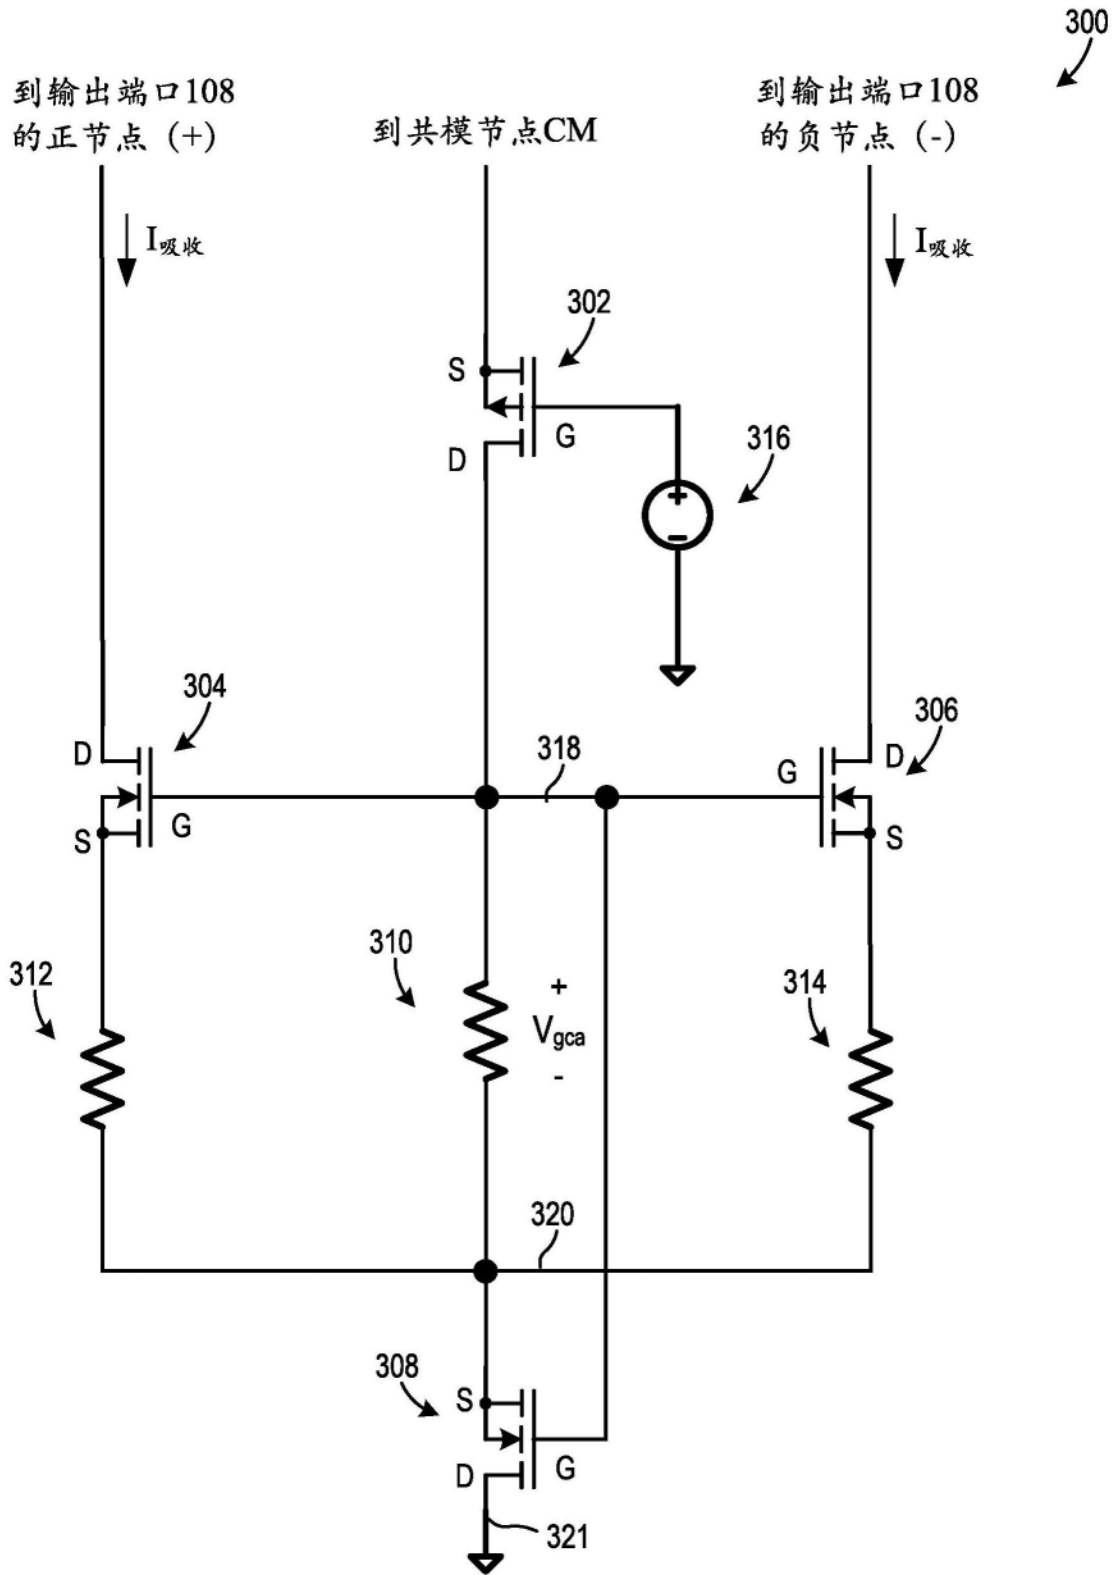 300
到输出端口108
的正节点 (+)
到共模节点CM
到输出端口108
的负节点 (-)
I吸收
I吸收
302
S
G
D
316
+
-
304
D
G
S
318
306
G
D
S
312
310
+
Vgca
-
314
320
308
S
G
D
321